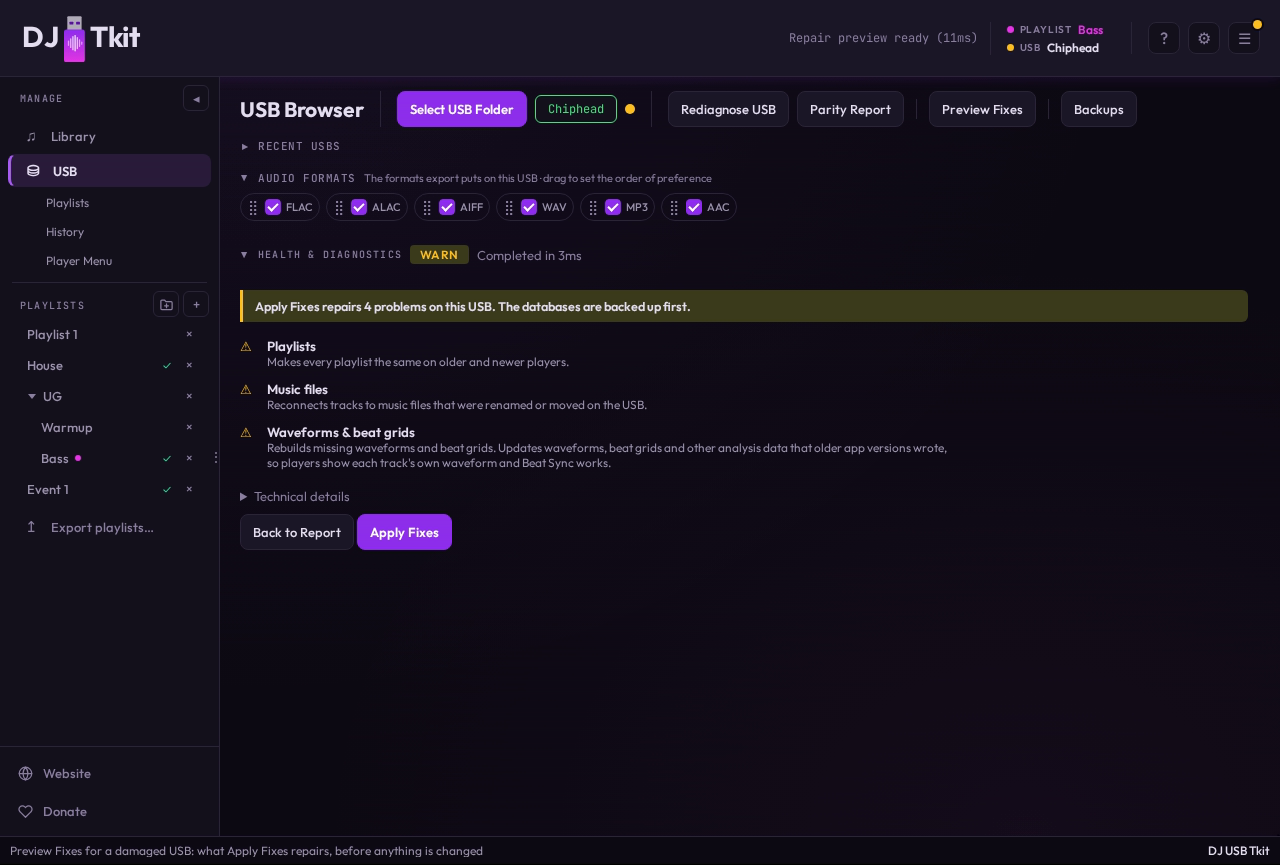 DJ Tkit
Repair preview ready (11ms)
PLAYLIST Bass
USB Chiphead
?
MANAGE
Library
USB
Playlists
History
Player Menu
PLAYLISTS
+
Playlist 1
House
UG
Warmup
Bass
Event 1
Export playlists…
Website
Donate
USB Browser
Select USB Folder
Chiphead
Rediagnose USB
Parity Report
Preview Fixes
Backups
RECENT USBS
AUDIO FORMATS The formats export puts on this USB · drag to set the order of preference
FLAC ALAC AIFF WAV MP3 AAC
HEALTH & DIAGNOSTICS WARN Completed in 3ms
Apply Fixes repairs 4 problems on this USB. The databases are backed up first.
Playlists
Makes every playlist the same on older and newer players.
Music files
Reconnects tracks to music files that were renamed or moved on the USB.
Waveforms & beat grids
Rebuilds missing waveforms and beat grids. Updates waveforms, beat grids and other analysis data that older app versions wrote,
so players show each track's own waveform and Beat Sync works.
Technical details
Back to Report
Apply Fixes
Preview Fixes for a damaged USB: what Apply Fixes repairs, before anything is changed
DJ USB Tkit